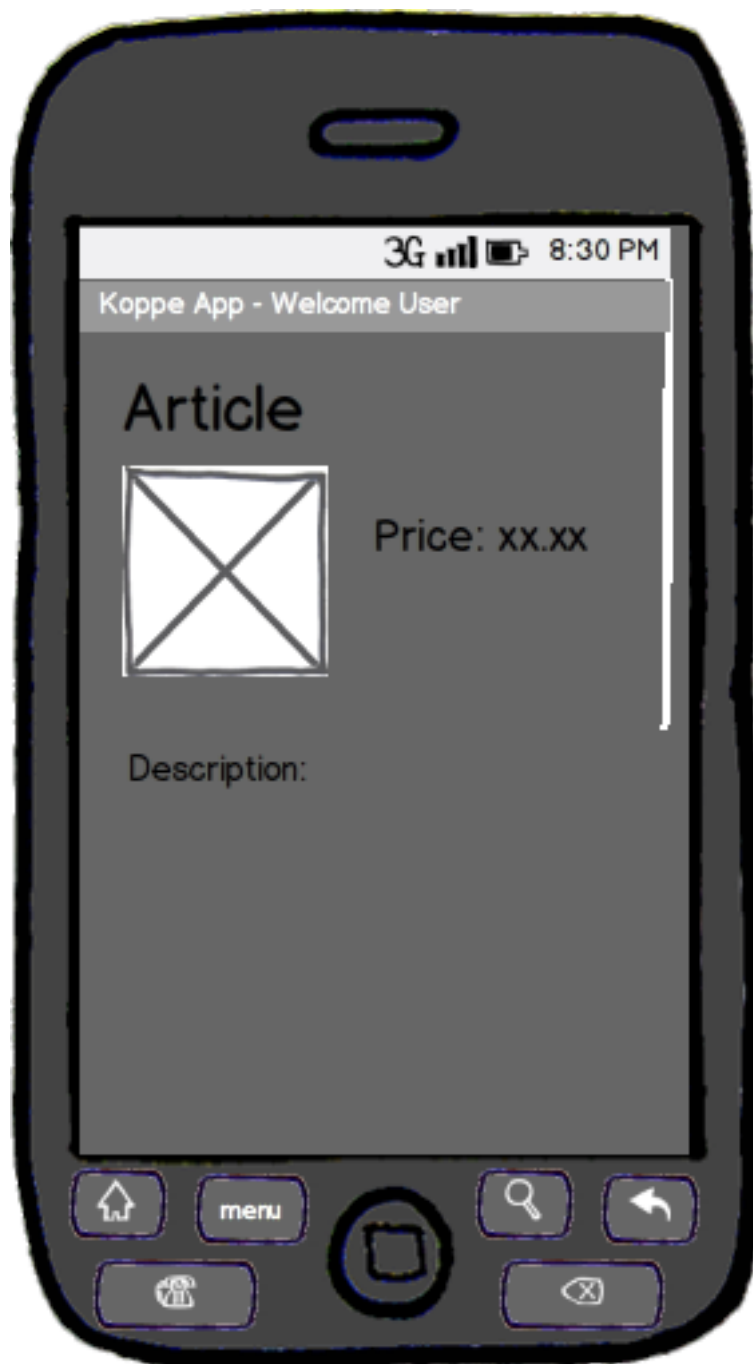 3G 8:30 PM
Koppe App - Welcome User
Article
Price: xx.xx
Description:
menu